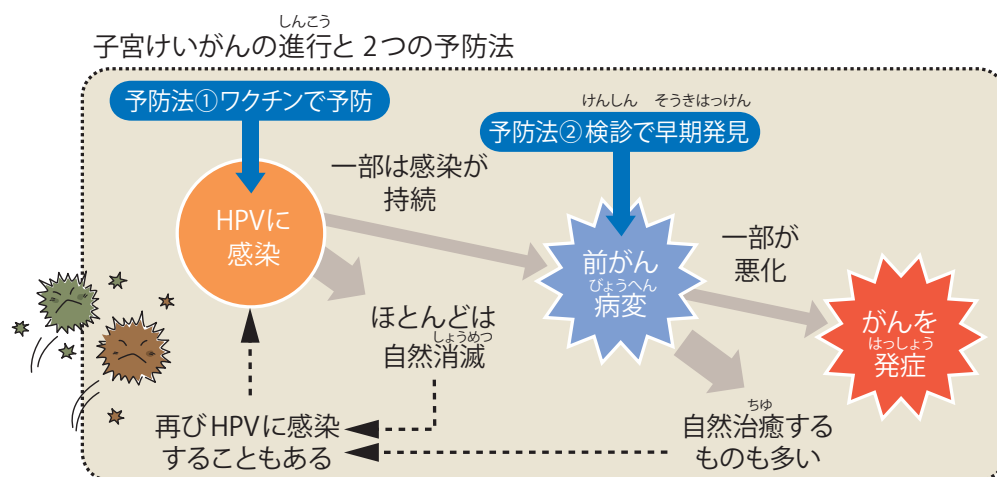 しんこう
子宮けいがんの進行と2つの予防法
予防法①ワクチンで予防
けんしん そうきはっけん
予防法②検診で早期発見
一部は感染が
持続
HPVに
感染
前がん
びょうへん
病変
一部が
悪化
がんを
はっしょう
発症
ほとんどは
しょうめつ
自然消滅
再びHPVに感染
することもある
ちゆ
自然治癒する
ものも多い